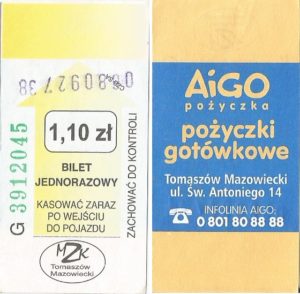 0880927 38
G 3912045
1,10 zł
BILET
JEDNORAZOWY
KASOWAĆ ZARAZ
PO WEJŚCIU
DO POJAZDU
ZACHOWAĆ DO KONTROLI
MZK
Tomaszów
Mazowiecki
AiGO
pożyczka
pożyczki
gotówkowe
Tomaszów Mazowiecki
ul. Św. Antoniego 14
INFOLINIA AIGO:
0 801 80 88 88